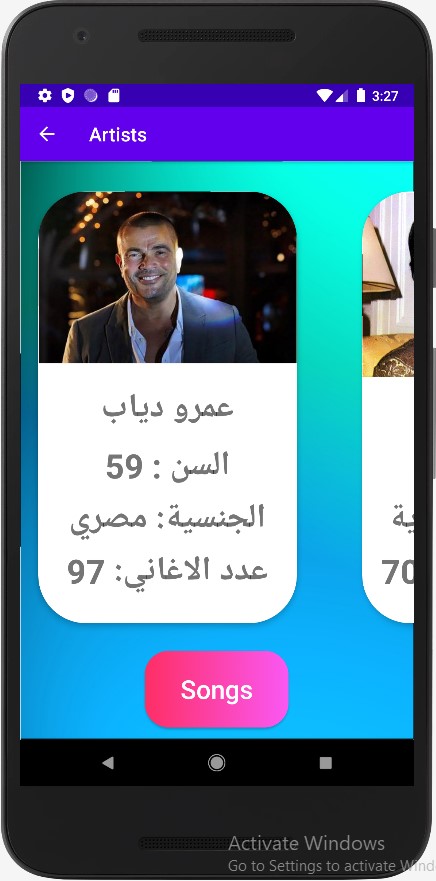 3:27
Artists
عمرو دياب
السن : 59
الجنسية: مصري
عدد الاغاني: 97
ية
70
Songs
Activate Windows
Go to Settings to activate Wind